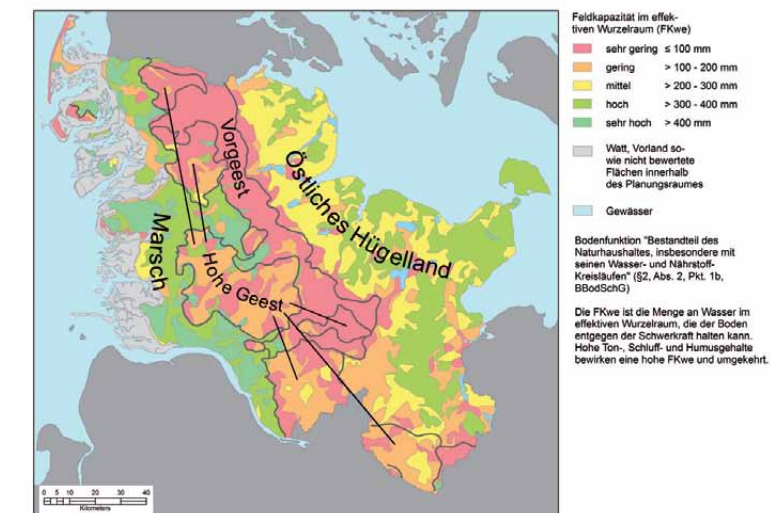 Feldkapazität im effek-
tiven Wurzelraum (FKwe)
sehr gering ≤ 100 mm
gering > 100 - 200 mm
mittel > 200 - 300 mm
hoch > 300 - 400 mm
sehr hoch > 400 mm
Watt, Vorland so-
wie nicht bewertete
Flächen innerhalb
des Planungsraumes
Gewässer
Bodenfunktion "Bestandteil des
Naturhaushaltes, insbesondere mit
seinen Wasser- und Nährstoff-
Kreisläufen" (§2, Abs. 2, Pkt. 1b,
BBodSchG)
Die FKwe ist die Menge an Wasser im
effektiven Wurzelraum, die der Boden
entgegen der Schwerkraft halten kann.
Hohe Ton-, Schluff- und Humusgehalte
bewirken eine hohe FKwe und umgekehrt.
Vorgeest
Östliches Hügelland
Marsch
Hohe Geest
0 5 10 20 30 40
Kilometers